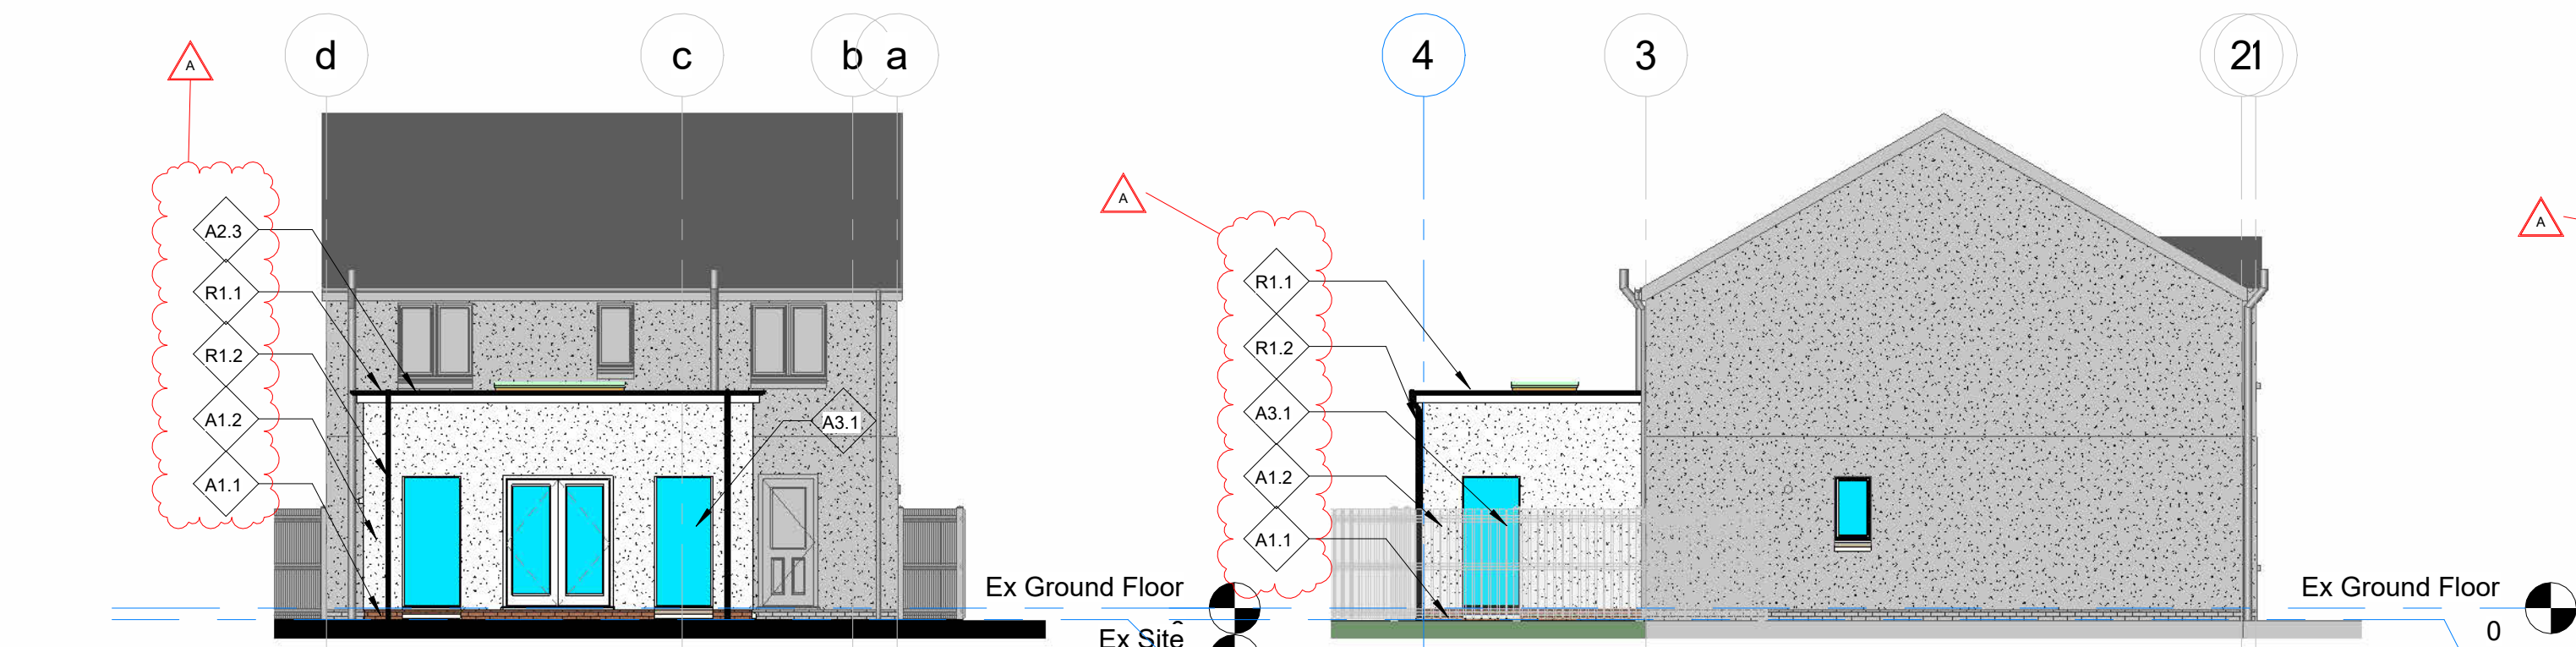 d c b a 4 3 21
A
A
A
A2.3
R1.1
R1.2
A1.2
A1.1
A3.1
R1.1
R1.2
A3.1
A1.2
A1.1
Ex Ground Floor
Ex Site
Ex Ground Floor
0